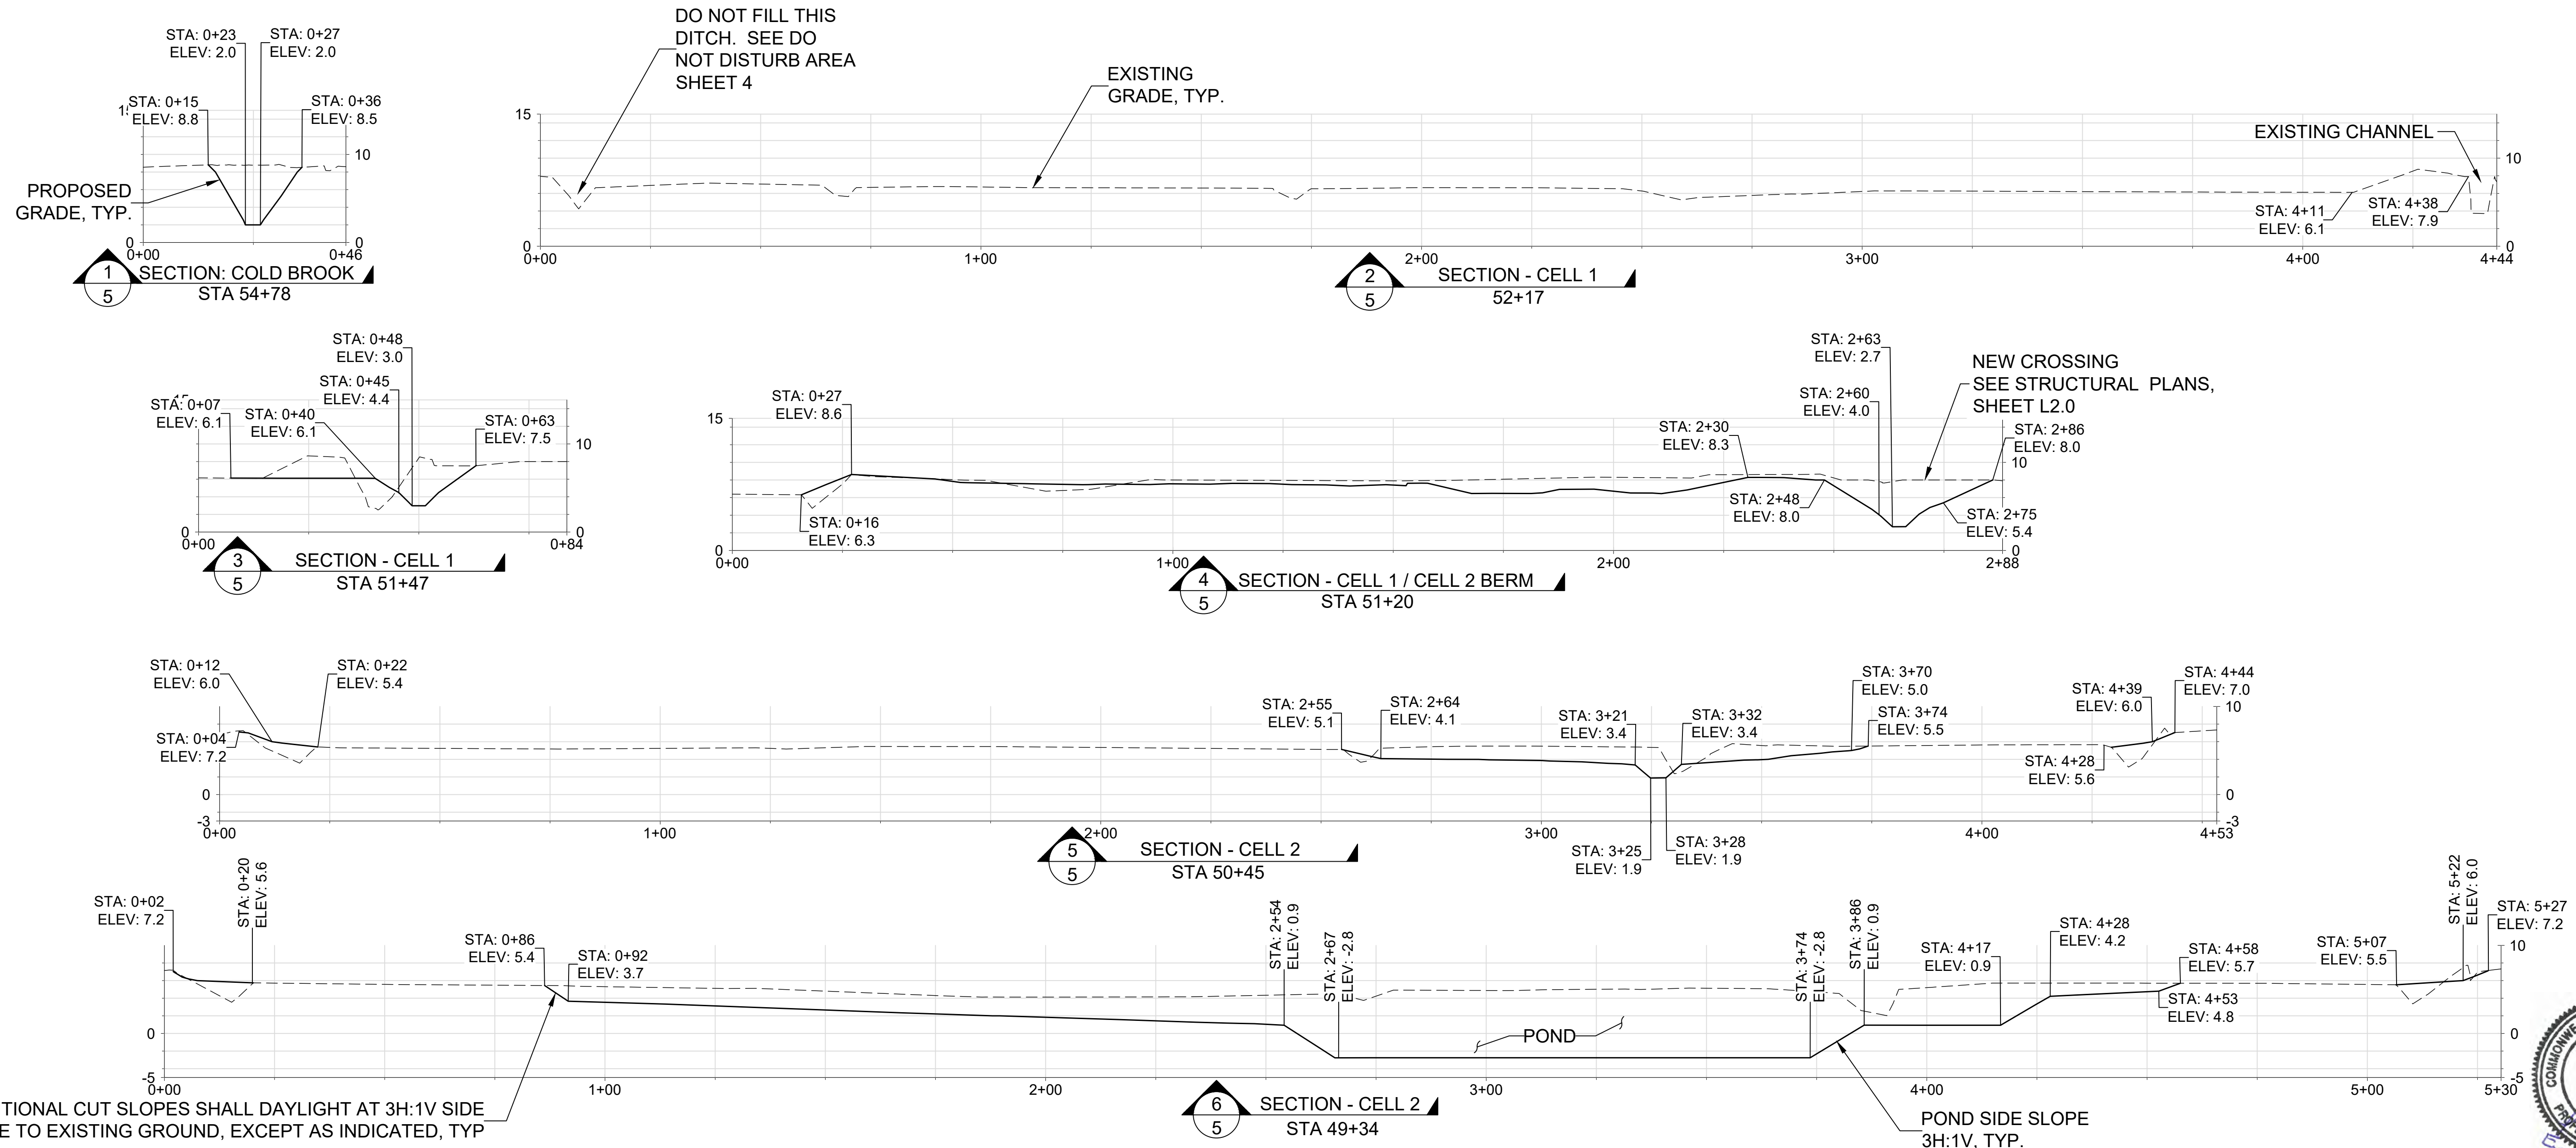 STA: 0+23
ELEV: 2.0
STA: 0+27
ELEV: 2.0
STA: 0+15
ELEV: 8.8
STA: 0+36
ELEV: 8.5
10
0
0
0+00
0+46
PROPOSED
GRADE, TYP.
1
5
SECTION: COLD BROOK
STA 54+78
DO NOT FILL THIS
DITCH. SEE DO
NOT DISTURB AREA
SHEET 4
EXISTING
GRADE, TYP.
EXISTING CHANNEL
15
0
10
0
STA: 4+11
ELEV: 6.1
STA: 4+38
ELEV: 7.9
0+00
1+00
2+00
3+00
4+00
4+44
2
5
SECTION - CELL 1
52+17
STA: 0+48
ELEV: 3.0
STA: 0+45
ELEV: 4.4
STA: 0+07
ELEV: 6.1
STA: 0+40
ELEV: 6.1
STA: 0+63
ELEV: 7.5
10
0
0
0+00
0+84
3
5
SECTION - CELL 1
STA 51+47
STA: 0+27
ELEV: 8.6
STA: 2+63
ELEV: 2.7
STA: 2+60
ELEV: 4.0
NEW CROSSING
SEE STRUCTURAL PLANS,
SHEET L2.0
STA: 2+30
ELEV: 8.3
STA: 2+86
ELEV: 8.0
15
0
10
0
STA: 0+16
ELEV: 6.3
STA: 2+48
ELEV: 8.0
STA: 2+75
ELEV: 5.4
0+00
1+00
2+00
2+88
4
5
SECTION - CELL 1 / CELL 2 BERM
STA 51+20
STA: 0+12
ELEV: 6.0
STA: 0+22
ELEV: 5.4
STA: 0+04
ELEV: 7.2
STA: 2+55
ELEV: 5.1
STA: 2+64
ELEV: 4.1
STA: 3+21
ELEV: 3.4
STA: 3+32
ELEV: 3.4
STA: 3+70
ELEV: 5.0
STA: 3+74
ELEV: 5.5
STA: 4+39
ELEV: 6.0
STA: 4+44
ELEV: 7.0
STA: 4+28
ELEV: 5.6
0
-3
10
0
-3
0+00
1+00
2+00
3+00
4+00
4+53
STA: 3+25
ELEV: 1.9
STA: 3+28
ELEV: 1.9
5
5
SECTION - CELL 2
STA 50+45
STA: 0+02
ELEV: 7.2
STA: 0+20
ELEV: 5.6
STA: 0+86
ELEV: 5.4
STA: 0+92
ELEV: 3.7
STA: 2+54
ELEV: 0.9
STA: 2+67
ELEV: -2.8
STA: 3+74
ELEV: -2.8
STA: 3+86
ELEV: 0.9
STA: 4+17
ELEV: 0.9
STA: 4+28
ELEV: 4.2
STA: 4+58
ELEV: 5.7
STA: 4+53
ELEV: 4.8
STA: 5+07
ELEV: 5.5
STA: 5+22
ELEV: 6.0
STA: 5+27
ELEV: 7.2
POND
0
-5
10
0
-5
0+00
1+00
2+00
3+00
4+00
5+00
5+30
6
5
SECTION - CELL 2
STA 49+34
CUT SLOPES SHALL DAYLIGHT AT 3H:1V SIDE
TO EXISTING GROUND, EXCEPT AS INDICATED, TYP
POND SIDE SLOPE
3H:1V, TYP.